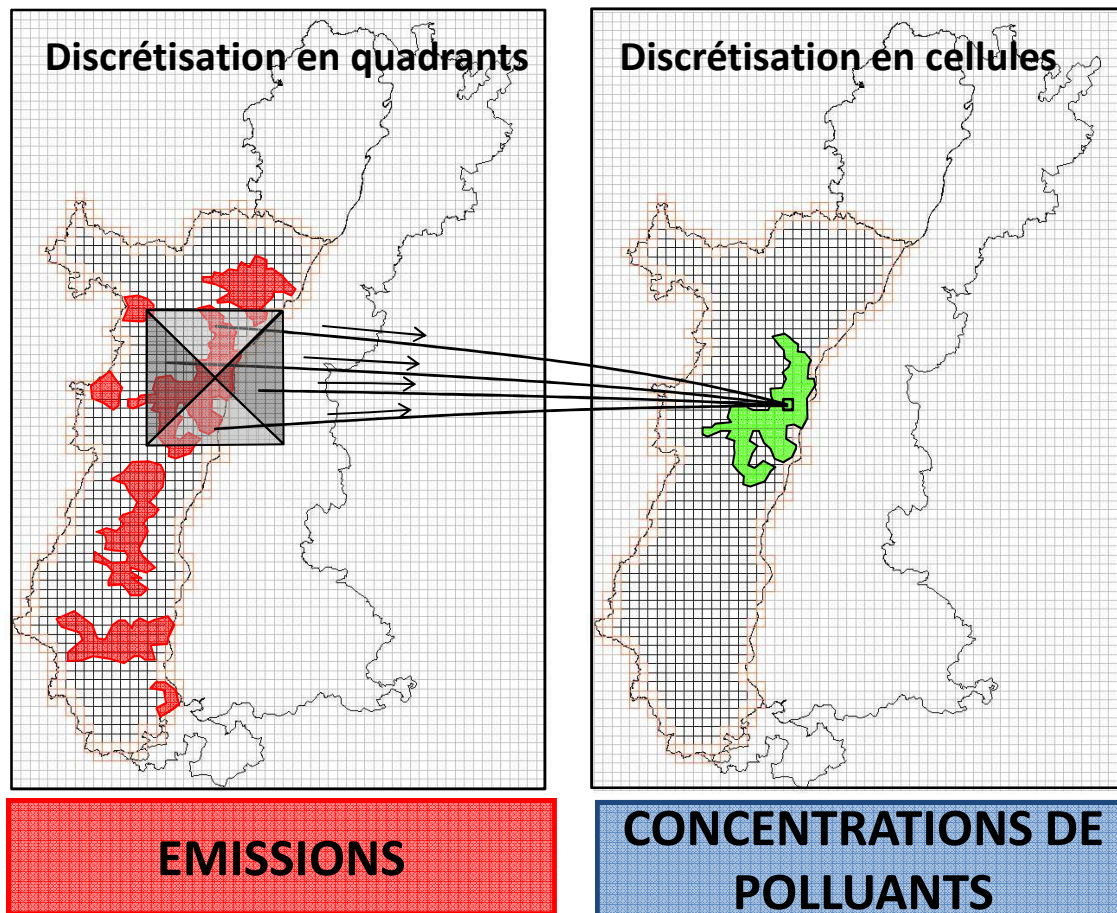 Discrétisation en quadrants
Discrétisation en cellules
EMISSIONS
CONCENTRATIONS DE
POLLUANTS